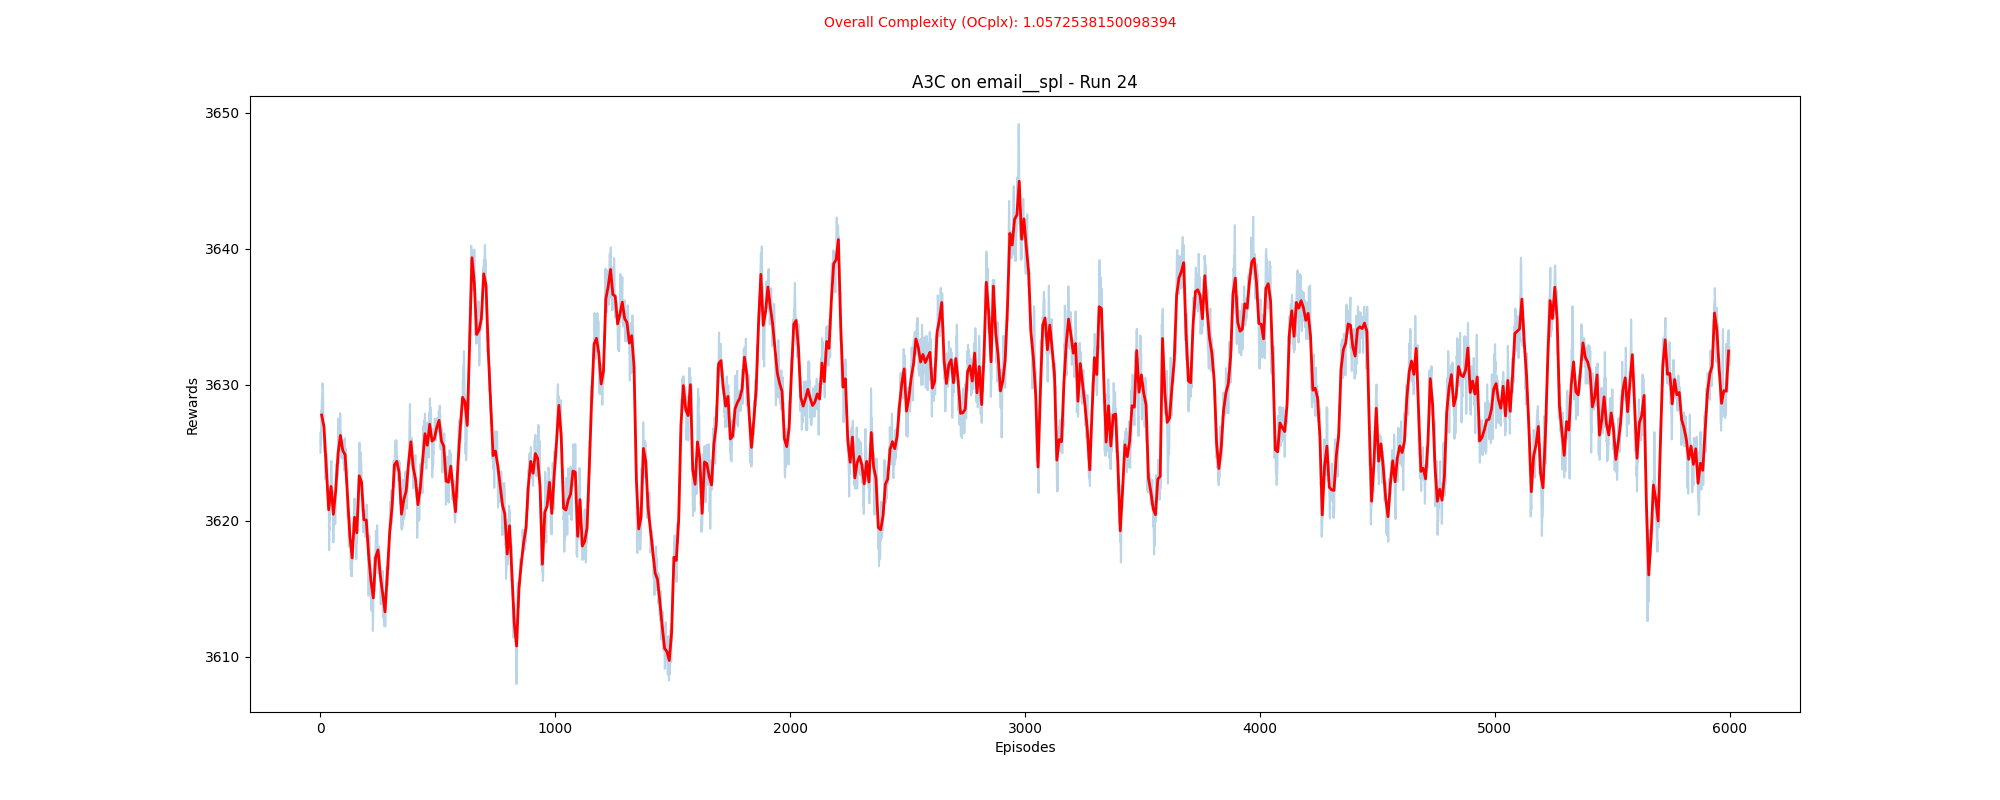 Overall Complexity (OCplx): 1.0572538150098394
A3C on email__spl - Run 24
Rewards
3650
3640
3630
3620
3610
0 1000 2000 3000 4000 5000 6000
Episodes